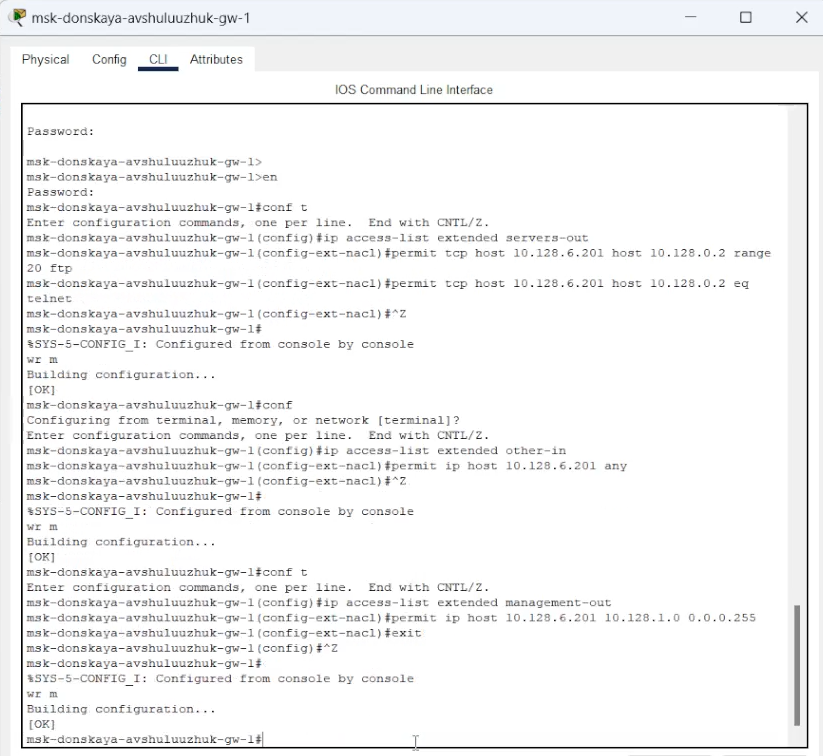 msk-donskaya-avshuluuzhuk-gw-1
Physical Config CLI Attributes
IOS Command Line Interface
Password:
msk-donskaya-avshuluuzhuk-gw-1>
msk-donskaya-avshuluuzhuk-gw-1>en
Password:
msk-donskaya-avshuluuzhuk-gw-1#conf t
Enter configuration commands, one per line.  End with CNTL/Z.
msk-donskaya-avshuluuzhuk-gw-1(config)#ip access-list extended servers-out
msk-donskaya-avshuluuzhuk-gw-1(config-ext-nacl)#permit tcp host 10.128.6.201 host 10.128.0.2 range
20 ftp
msk-donskaya-avshuluuzhuk-gw-1(config-ext-nacl)#permit tcp host 10.128.6.201 host 10.128.0.2 eq
telnet
msk-donskaya-avshuluuzhuk-gw-1(config-ext-nacl)#^Z
msk-donskaya-avshuluuzhuk-gw-1#
%SYS-5-CONFIG_I: Configured from console by console
wr m
Building configuration...
[OK]
msk-donskaya-avshuluuzhuk-gw-1#conf
Configuring from terminal, memory, or network [terminal]?
Enter configuration commands, one per line.  End with CNTL/Z.
msk-donskaya-avshuluuzhuk-gw-1(config)#ip access-list extended other-in
msk-donskaya-avshuluuzhuk-gw-1(config-ext-nacl)#permit ip host 10.128.6.201 any
msk-donskaya-avshuluuzhuk-gw-1(config-ext-nacl)#^Z
msk-donskaya-avshuluuzhuk-gw-1#
%SYS-5-CONFIG_I: Configured from console by console
wr m
Building configuration...
[OK]
msk-donskaya-avshuluuzhuk-gw-1#conf t
Enter configuration commands, one per line.  End with CNTL/Z.
msk-donskaya-avshuluuzhuk-gw-1(config)#ip access-list extended management-out
msk-donskaya-avshuluuzhuk-gw-1(config-ext-nacl)#permit ip host 10.128.6.201 10.128.1.0 0.0.0.255
msk-donskaya-avshuluuzhuk-gw-1(config-ext-nacl)#exit
msk-donskaya-avshuluuzhuk-gw-1(config)#^Z
msk-donskaya-avshuluuzhuk-gw-1#
%SYS-5-CONFIG_I: Configured from console by console
wr m
Building configuration...
[OK]
msk-donskaya-avshuluuzhuk-gw-1#